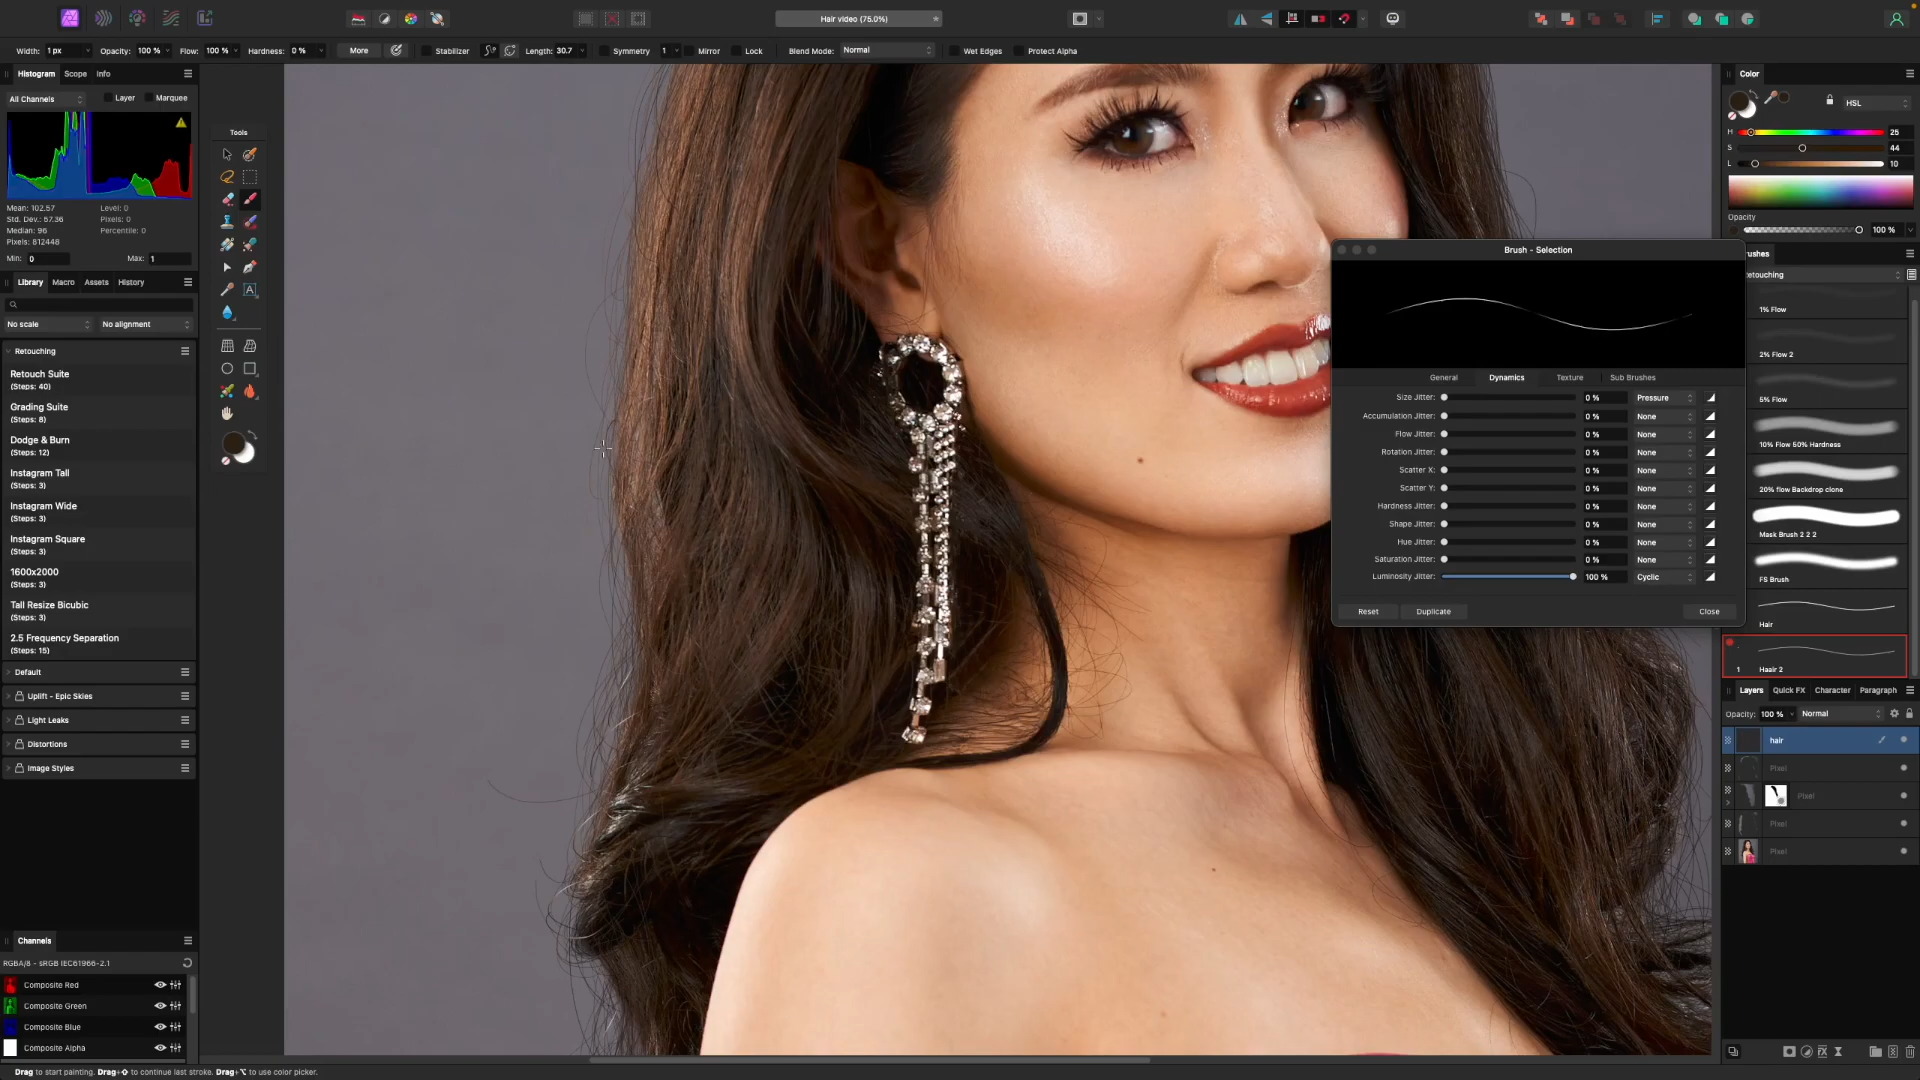 Hair video (75.0%)
Width: 1 px Opacity: 100 % Flow: 100 % Hardness: 0 % More Stabilizer Length: 30.7 Symmetry 1 Mirror Lock Blend Mode: Normal Wet Edges Protect Alpha
Histogram Scope Info
All Channels Layer Marquee
Mean: 102.57 Level: 0
Std. Dev.: 57.36 Pixels: 0
Median: 96 Percentile: 0
Pixels: 812448
Min: 0 Max: 1
Library Macro Assets History
No scale No alignment
Retouching
Retouch Suite
(Steps: 40)
Grading Suite
(Steps: 8)
Dodge & Burn
(Steps: 12)
Instagram Tall
(Steps: 3)
Instagram Wide
(Steps: 3)
Instagram Square
(Steps: 3)
1600x2000
(Steps: 3)
Tall Resize Bicubic
(Steps: 3)
2.5 Frequency Separation
(Steps: 15)
Default
Uplift - Epic Skies
Light Leaks
Distortions
Image Styles
Channels
RGBA/8 - sRGB IEC61966-2.1
Composite Red
Composite Green
Composite Blue
Composite Alpha
Drag to start painting. Drag+⇧ to continue last stroke. Drag+⌥ to use color picker.
Tools
A
Brush - Selection
General Dynamics Texture Sub Brushes
Size Jitter: 0 % Pressure
Accumulation Jitter: 0 % None
Flow Jitter: 0 % None
Rotation Jitter: 0 % None
Scatter X: 0 % None
Scatter Y: 0 % None
Hardness Jitter: 0 % None
Shape Jitter: 0 % None
Hue Jitter: 0 % None
Saturation Jitter: 0 % None
Luminosity Jitter: 100 % Cyclic
Reset Duplicate Close
Color
HSL
H 25
S 44
L 10
Opacity
100 %
rushes
etouching
1% Flow
2% Flow 2
5% Flow
10% Flow 50% Hardness
20% flow Backdrop clone
Mask Brush 2 2 2
FS Brush
Hair
1 Haair 2
Layers Quick FX Character Paragraph
Opacity: 100 % Normal
hair
Pixel
Pixel
Pixel
Pixel